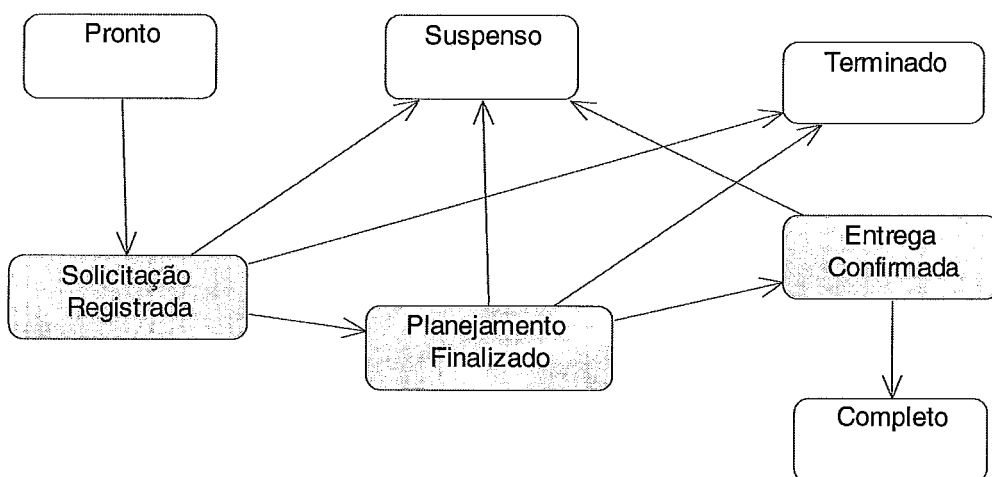 Pronto
Suspenso
Terminado
Solicitação
Registrada
Planejamento
Finalizado
Entrega
Confirmada
Completo